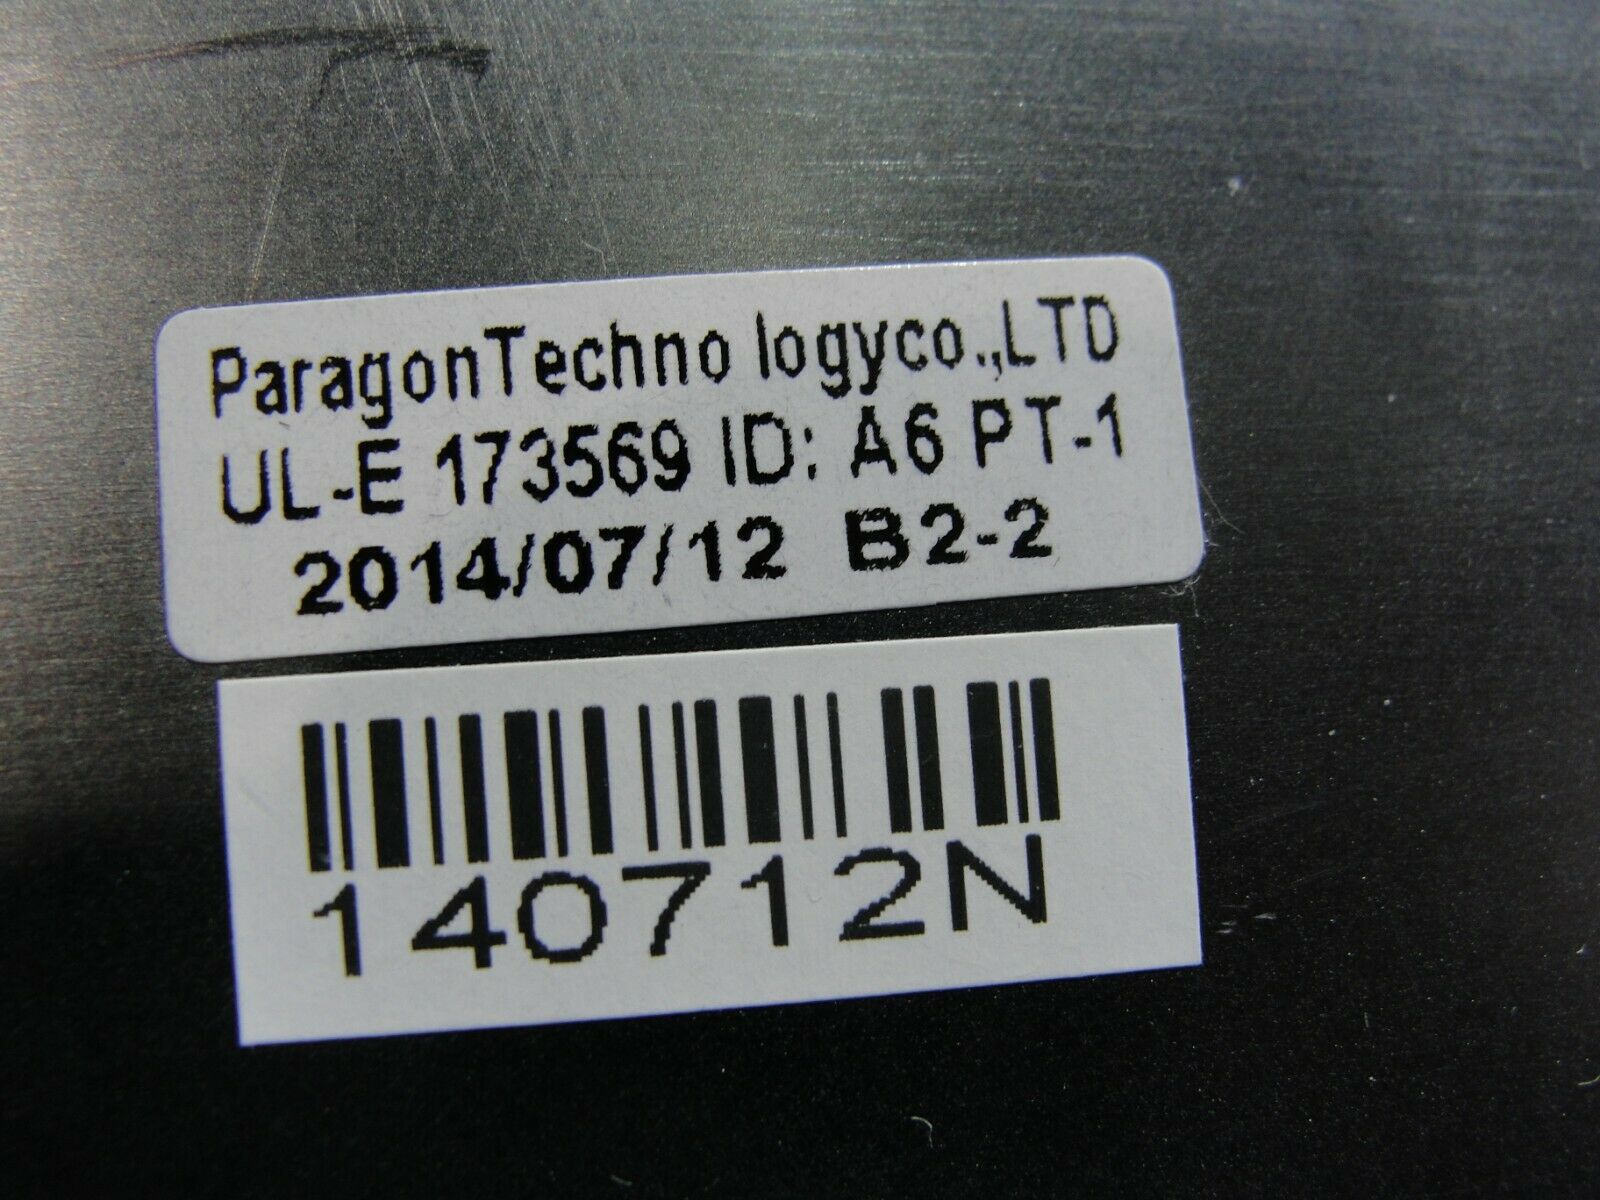 ParagonTechno logyco.,LTD
UL-E 173569 ID: A6 PT-1
2014/07/12 B2-2
140712N